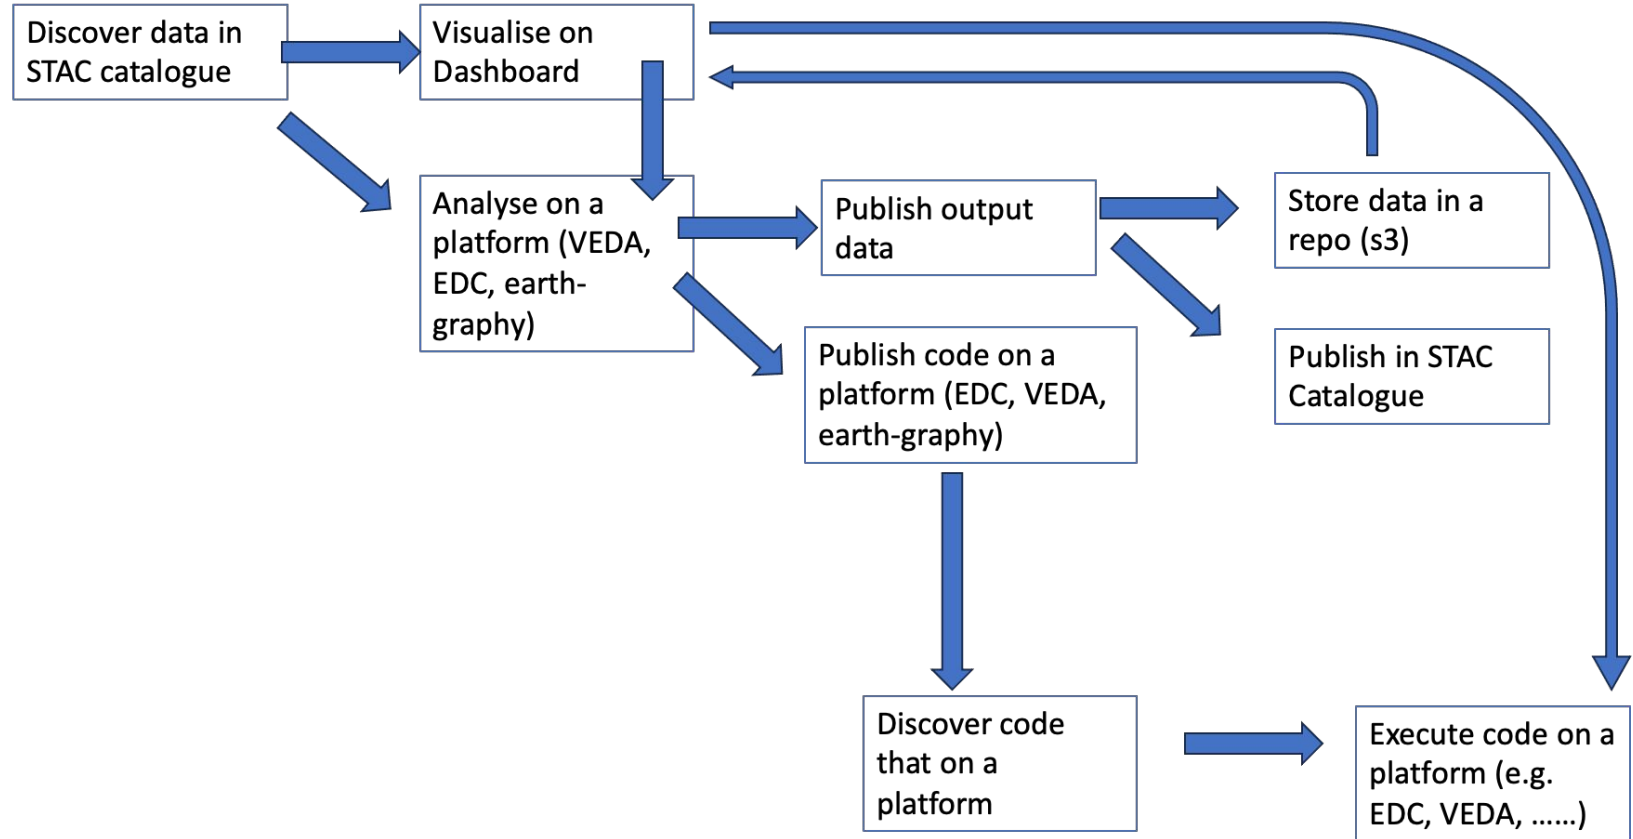 Discover data in
STAC catalogue
Visualise on
Dashboard
Analyse on a
platform (VEDA,
EDC, earth-
graphy)
Publish output
data
Store data in a
repo (s3)
Publish code on a
platform (EDC, VEDA,
earth-graphy)
Publish in STAC
Catalogue
Discover code
that on a
platform
Execute code on a
platform (e.g.
EDC, VEDA, ......)